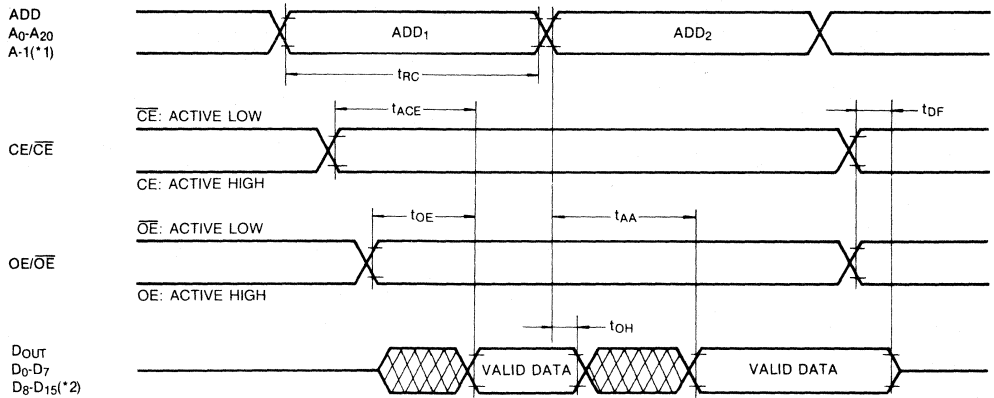 ADD
A0-A20
A-1(*1)
ADD1
ADD2
tRC
CE: ACTIVE LOW
tACE
tDF
CE/CE
CE: ACTIVE HIGH
OE: ACTIVE LOW
tOE
tAA
OE/OE
OE: ACTIVE HIGH
tOH
DOUT
D0-D7
D8-D15(*2)
VALID DATA
VALID DATA